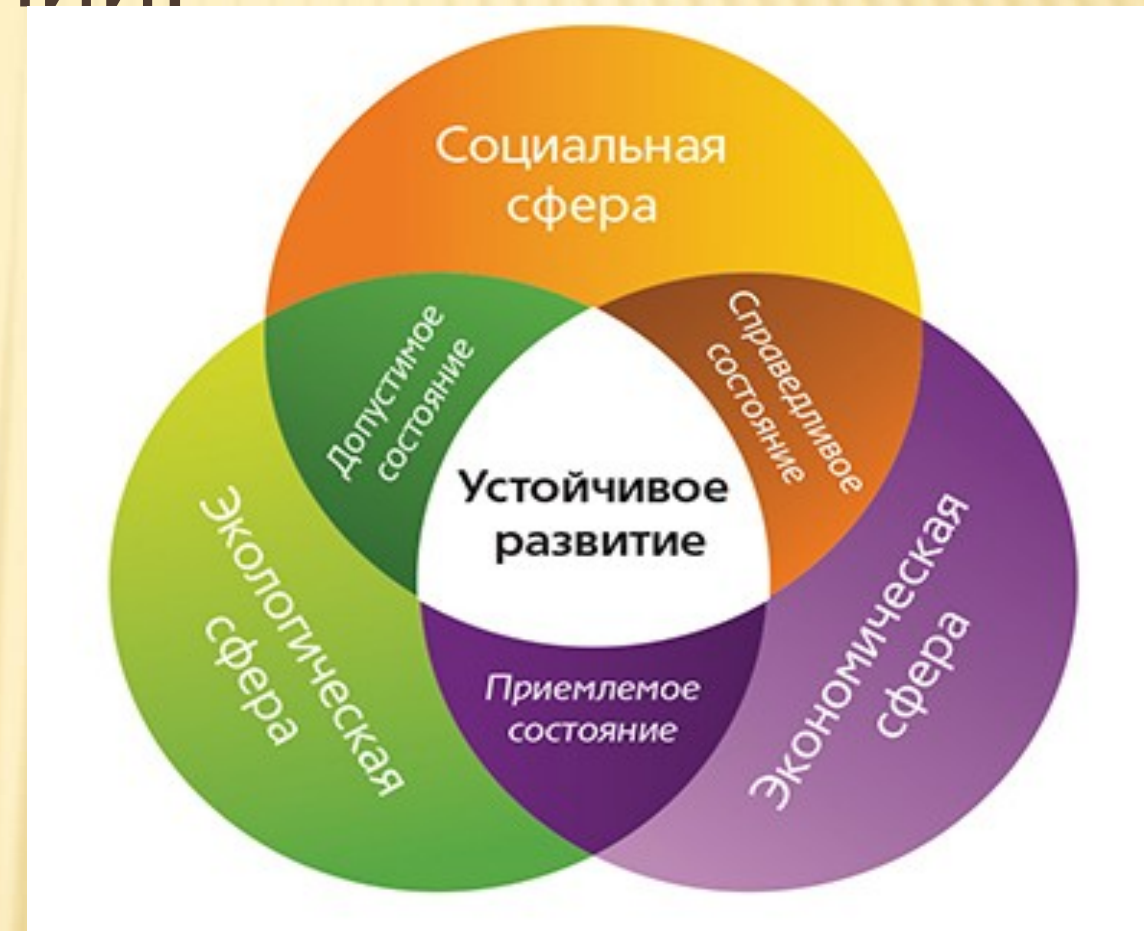 Социальная
сфера
Допустимое
состояние
Справедливое
состояние
Устойчивое
развитие
Экологическая
сфера
Экономическая
сфера
Приемлемое
состояние